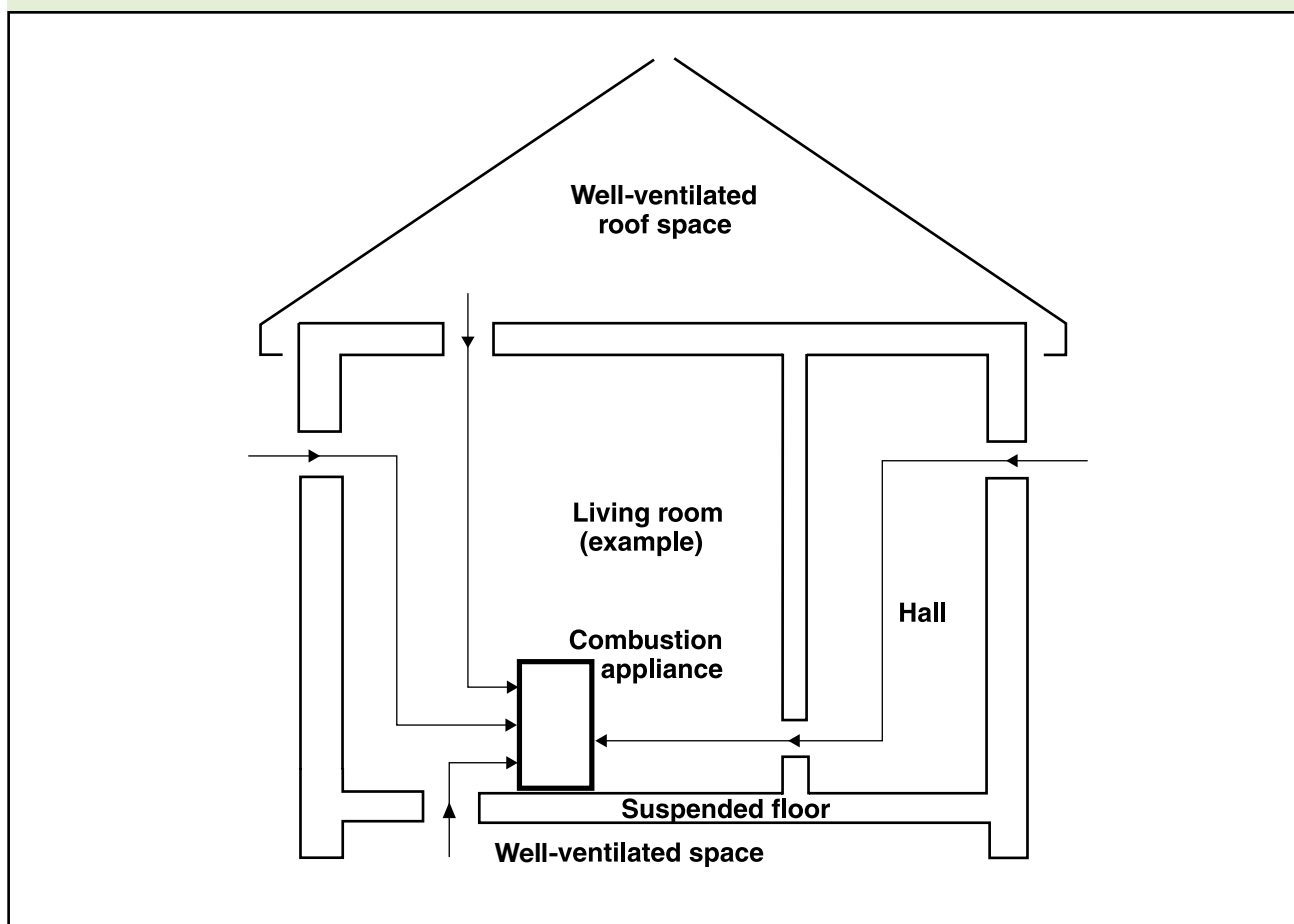 Well-ventilated
roof space
Living room
(example)
Hall
Combustion
appliance
Suspended floor
Well-ventilated space